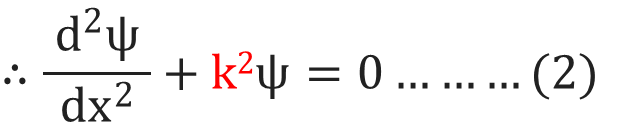 ∴ d²ψ/dx² + k²ψ = 0 … … … (2)